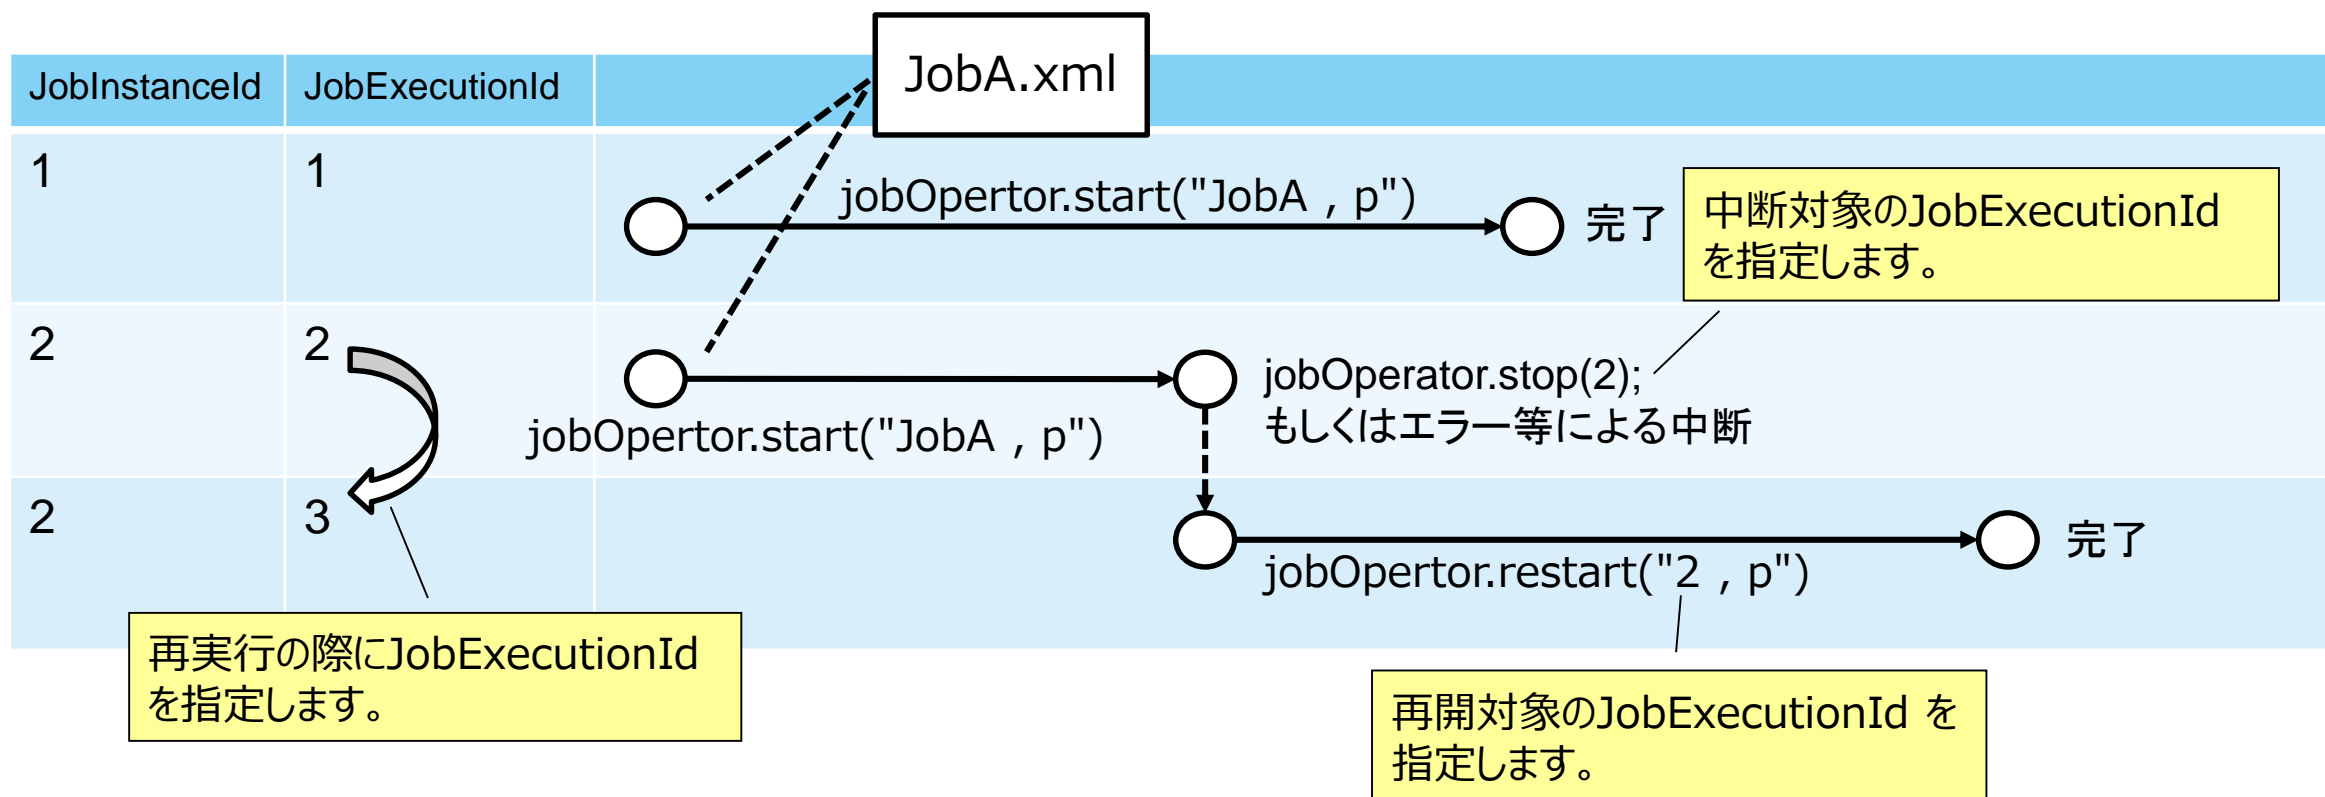 JobA.xml
JobInstanceId
JobExecutionId
1
1
jobOpertor.start("JobA , p")
完了
中断対象のJobExecutionId
を指定します。
2
2
jobOpertor.start("JobA , p")
jobOperator.stop(2);
もしくはエラー等による中断
2
3
jobOpertor.restart("2 , p")
完了
再実行の際にJobExecutionId
を指定します。
再開対象のJobExecutionId を
指定します。